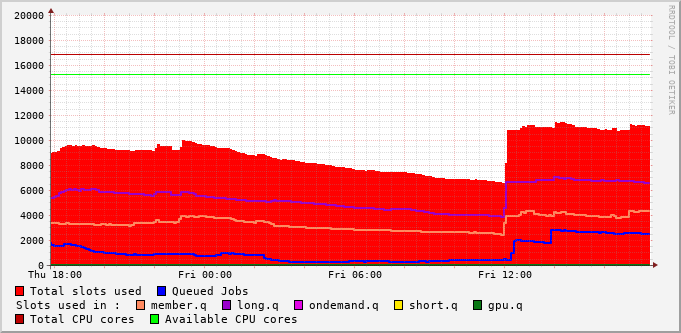 20000
18000
16000
14000
12000
10000
8000
6000
4000
2000
0
Thu 18:00 Fri 00:00 Fri 06:00 Fri 12:00
RRDTOOL / TOBI OETIKER
Total slots used Queued Jobs
Slots used in : member.q long.q ondemand.q short.q gpu.q
Total CPU cores Available CPU cores